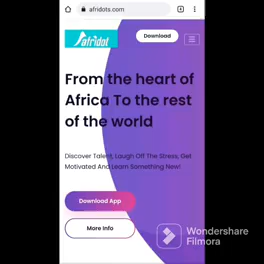 afridots.com
afridot
Download
From the heart of
Africa To the rest
of the world
Discover Talent, Laugh Off The Stress, Get
Motivated And Learn Something New!
Download App
More Info
Wondershare
Filmora